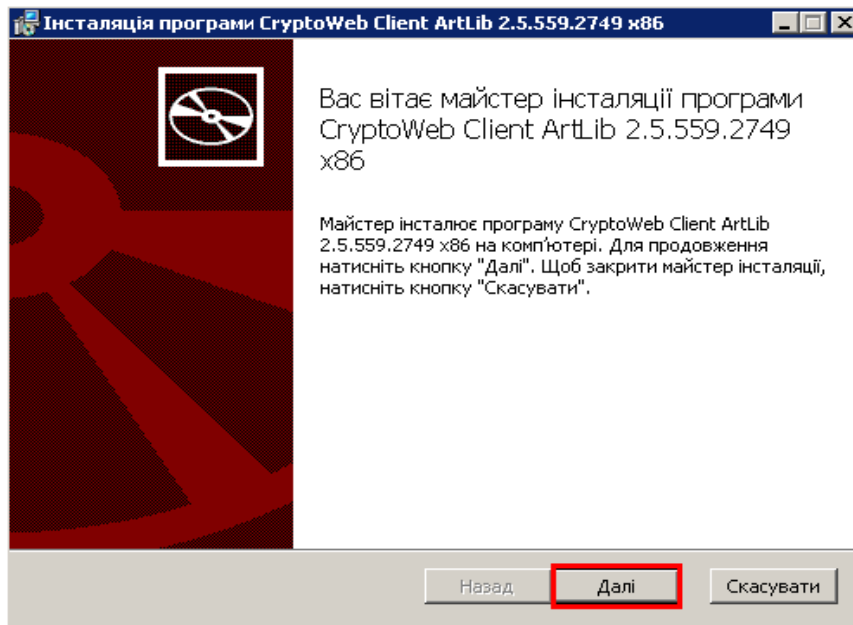 Інсталяція програми CryptoWeb Client ArtLib 2.5.559.2749 x86
Вас вітає майстер інсталяції програми
CryptoWeb Client ArtLib 2.5.559.2749
x86
Майстер інсталює програму CryptoWeb Client ArtLib
2.5.559.2749 x86 на комп'ютері. Для продовження
натисніть кнопку "Далі". Щоб закрити майстер інсталяції,
натисніть кнопку "Скасувати".
Назад
Далі
Скасувати